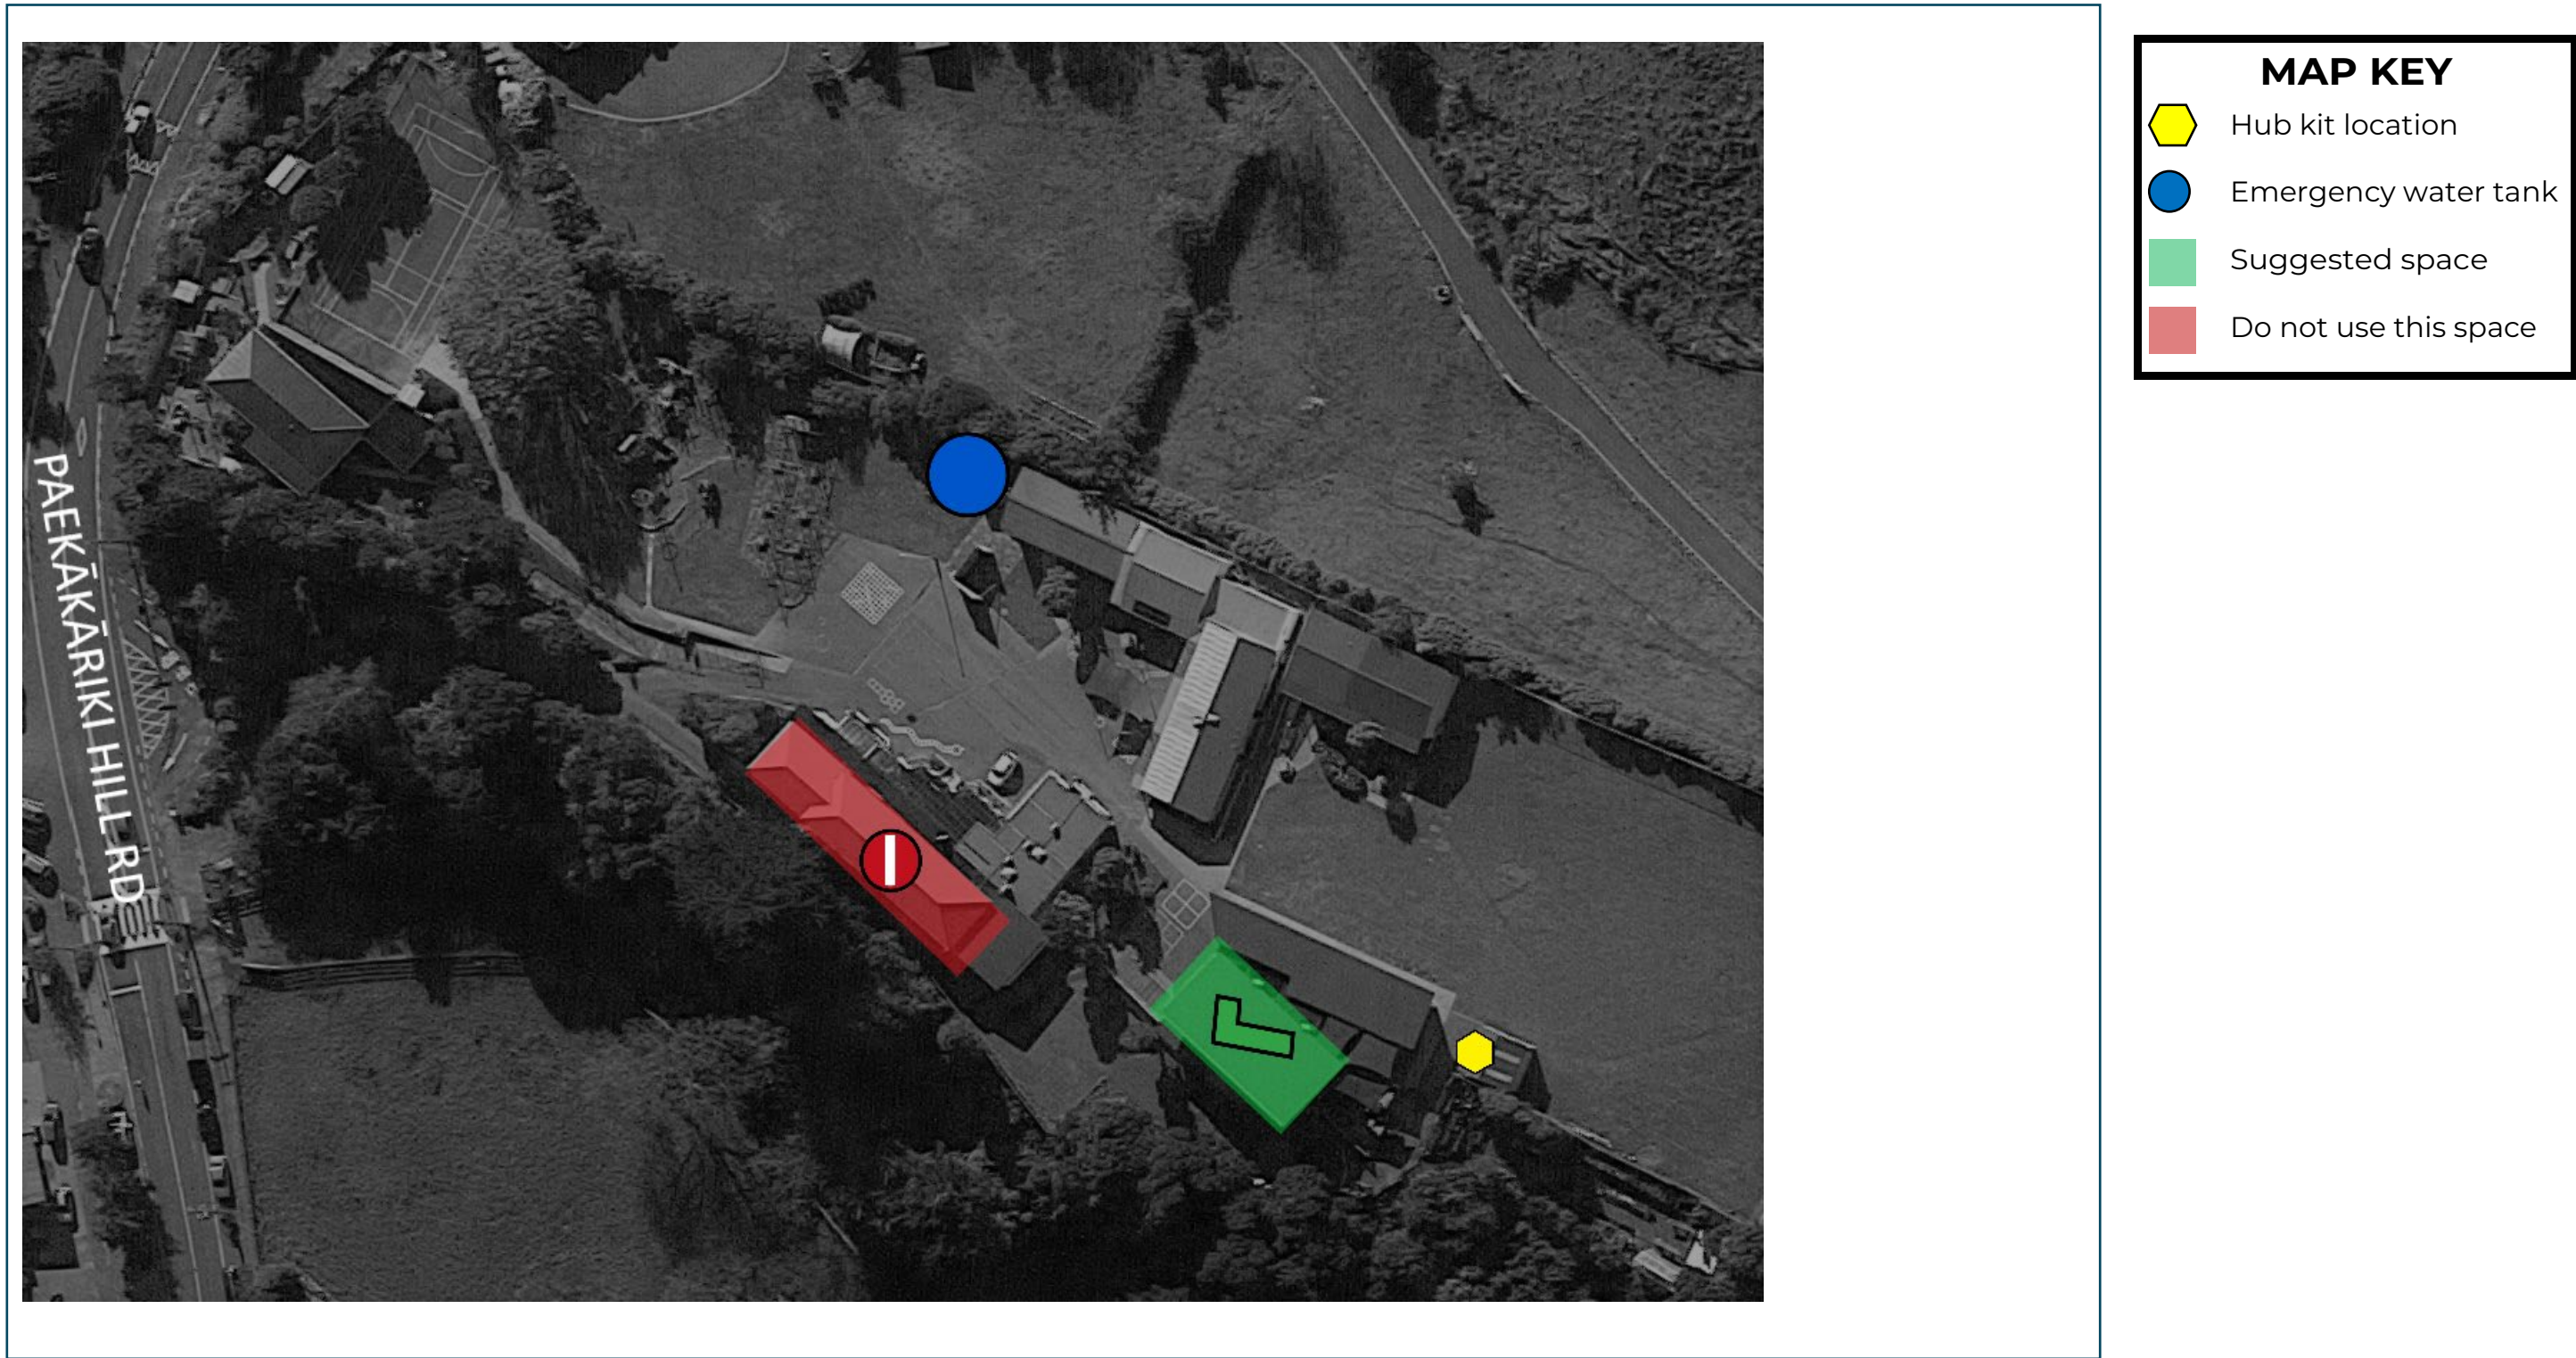 PAEKĀKĀRIKI HILL RD
MAP KEY
Hub kit location
Emergency water tank
Suggested space
Do not use this space